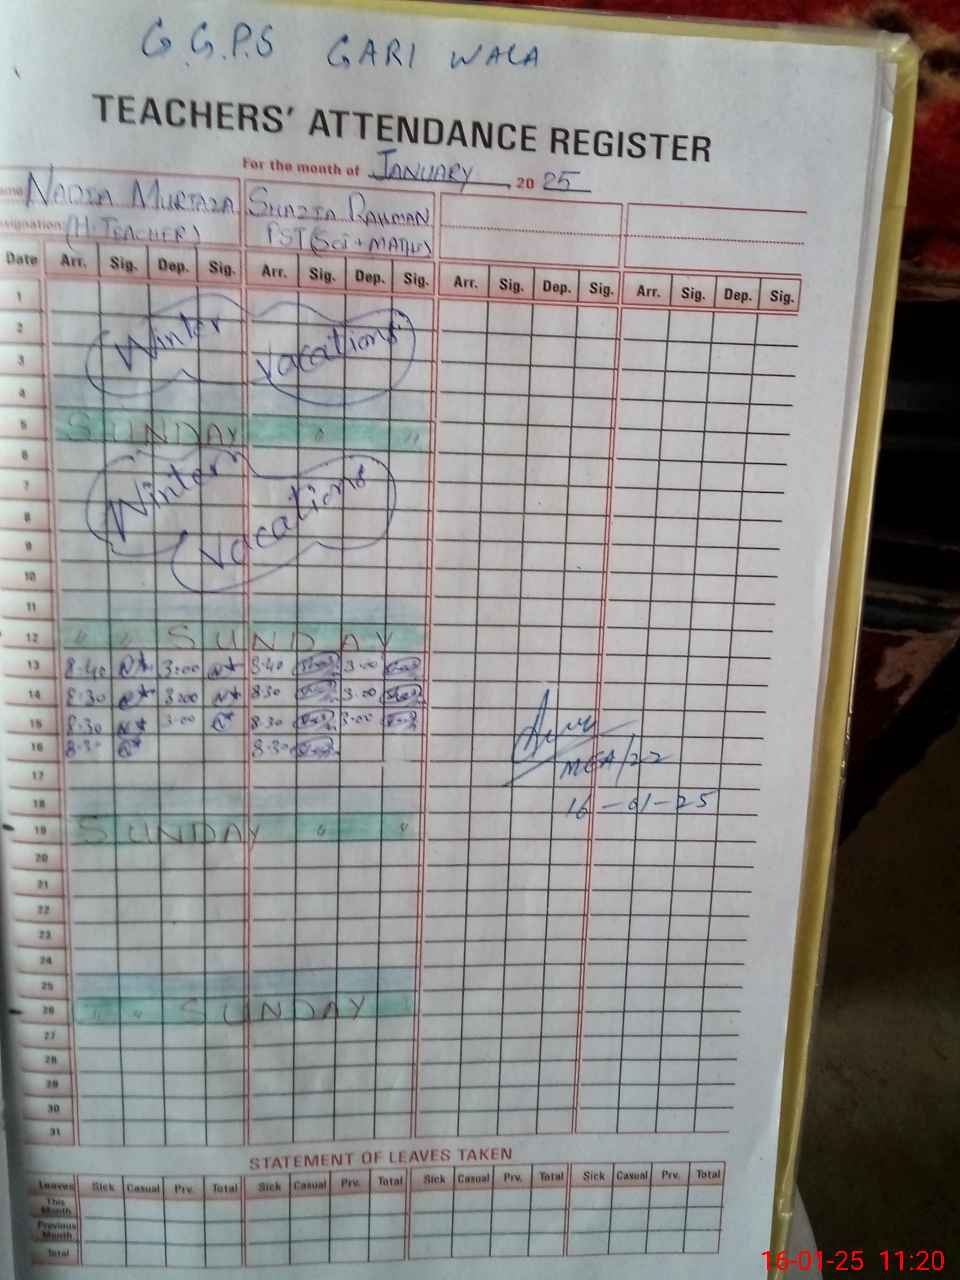 G.G.P.S GARI WALA
TEACHERS' ATTENDANCE REGISTER
For the month of JANUARY 20 25
NADIA MURTAZA SHAZIA RAHMAN
(H.TEACHER) PST (Sci + MATHS)
Date Arr. Sig. Dep. Sig. Arr. Sig. Dep. Sig. Arr. Sig. Dep. Sig. Arr. Sig. Dep. Sig.
1
2 Winter vacations
3
4
5 SUNDAY " "
6
7 Winter
8 vacations
9
10
11
12 " " SUNDAY
13 8.40 3:00 8.40 3.00
14 8.30 3:00 8.30 3.00
15 8.30 3.00 8.30 3.00
16 8.30 8.30
MEA/22
17
18 16-01-25
19 SUNDAY " "
20
21
22
23
24
25
26 " " SUNDAY
27
28
29
30
31
STATEMENT OF LEAVES TAKEN
Leaves Sick Casual Prv. Total Sick Casual Prv. Total Sick Casual Prv. Total Sick Casual Prv. Total
This Month
Previous Month
Total
16-01-25 11:20